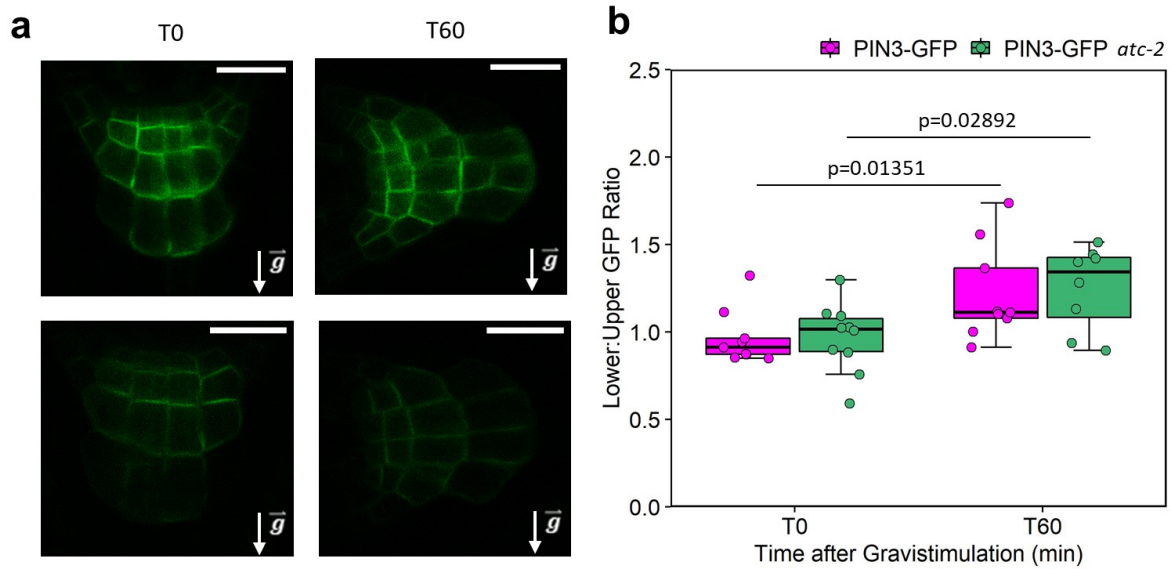 a
T0
T60
g
g
g
g
b
PIN3-GFP
PIN3-GFP atc-2
2.5
2.0
1.5
1.0
0.5
0.0
Lower:Upper GFP Ratio
p=0.02892
p=0.01351
T0
T60
Time after Gravistimulation (min)